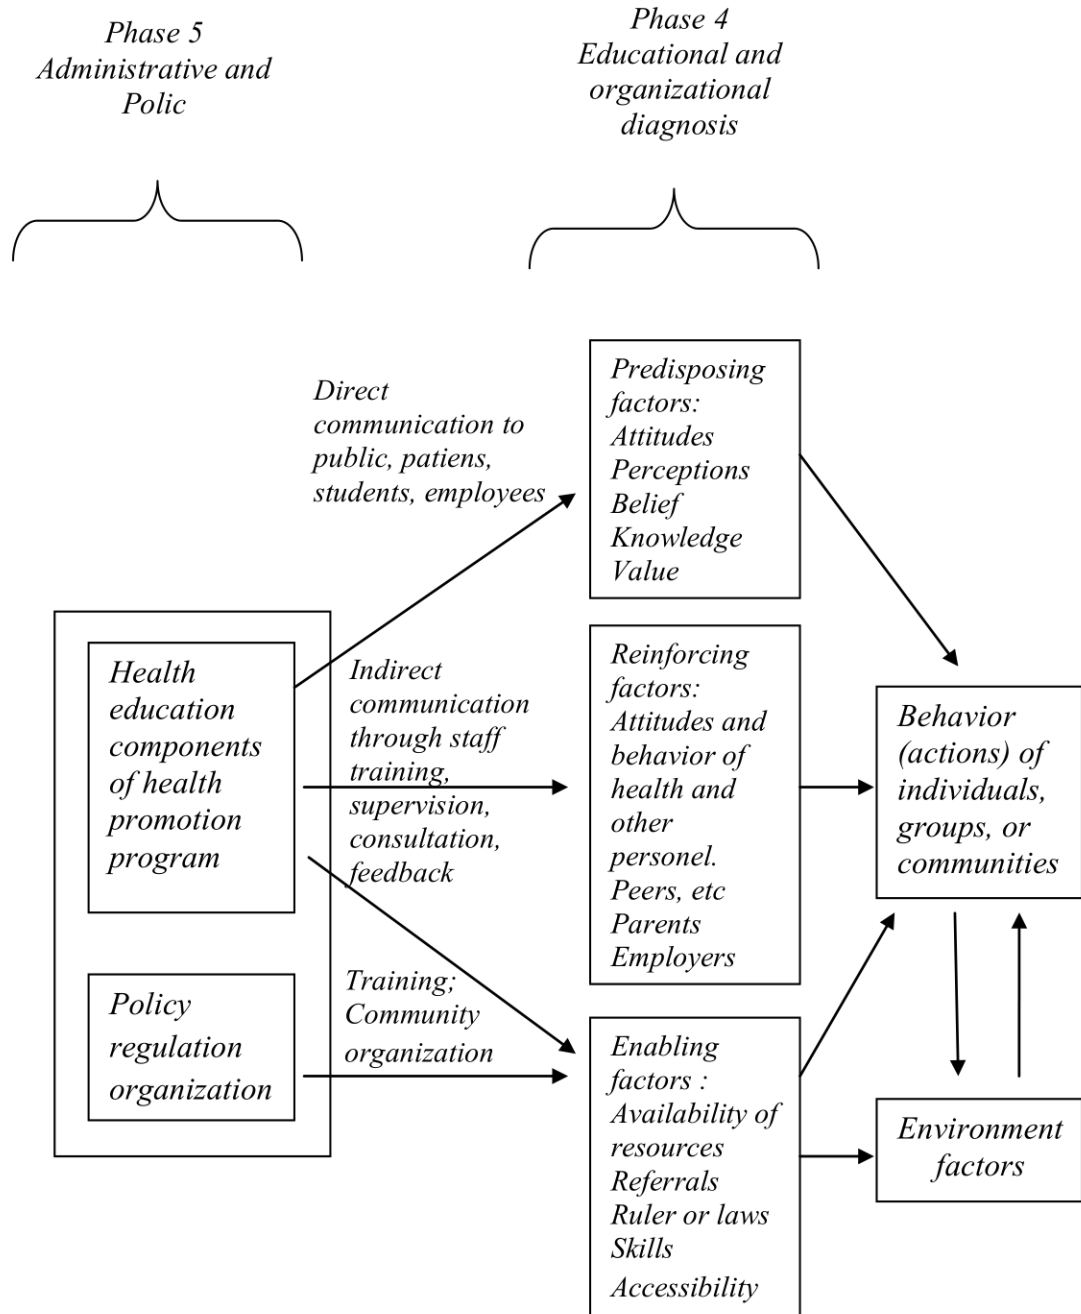 Phase 5
Administrative and
Polic
Phase 4
Educational and
organizational
diagnosis
Direct
communication to
public, patiens,
students, employees
Predisposing
factors:
Attitudes
Perceptions
Belief
Knowledge
Value
Health
education
components
of health
promotion
program
Indirect
communication
through staff
training,
supervision,
consultation,
feedback
Reinforcing
factors:
Attitudes and
behavior of
health and
other
personel.
Peers, etc
Parents
Employers
Behavior
(actions) of
individuals,
groups, or
communities
Policy
regulation
organization
Training;
Community
organization
Enabling
factors :
Availability of
resources
Referrals
Ruler or laws
Skills
Accessibility
Environment
factors